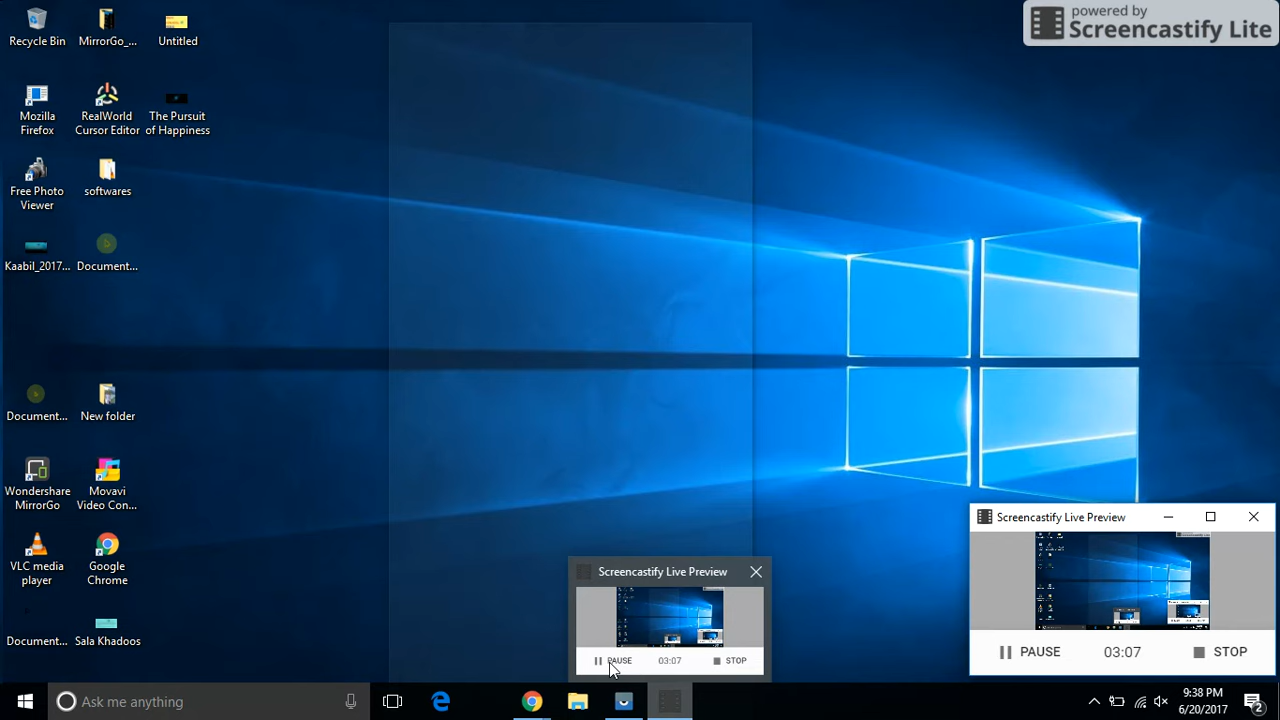 powered by
Screencastify Lite
Recycle Bin
MirrorGo_...
Untitled
Mozilla
Firefox
RealWorld
Cursor Editor
The Pursuit
of Happiness
Free Photo
Viewer
softwares
Kaabil_2017...
Document...
Document...
New folder
Wondershare
MirrorGo
Movavi
Video Con...
VLC media
player
Google
Chrome
Document...
Sala Khadoos
Screencastify Live Preview
PAUSE
03:07
STOP
Screencastify Live Preview
PAUSE
03:07
STOP
Ask me anything
9:38 PM
6/20/2017
2